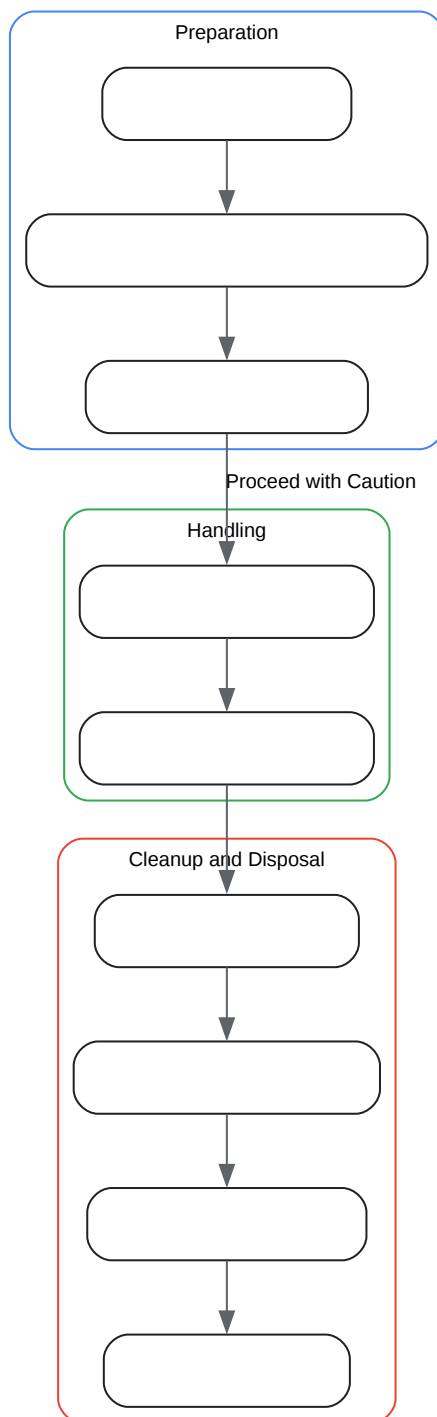 Preparation
Proceed with Caution
Handling
Cleanup and Disposal